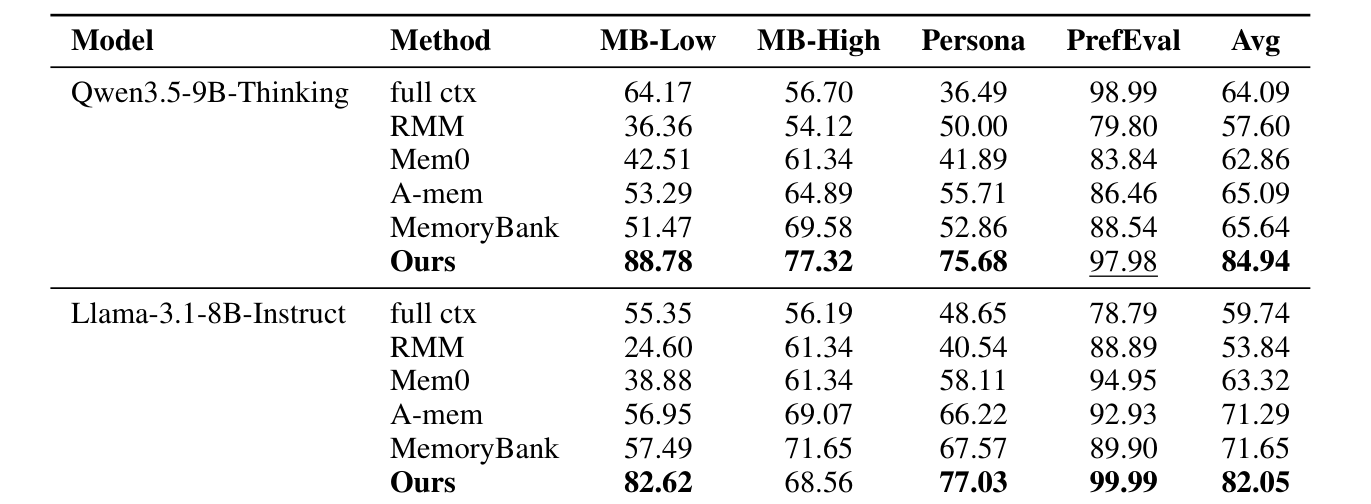 Model Method MB-Low MB-High Persona PrefEval Avg
Qwen3.5-9B-Thinking full ctx 64.17 56.70 36.49 98.99 64.09
RMM 36.36 54.12 50.00 79.80 57.60
Mem0 42.51 61.34 41.89 83.84 62.86
A-mem 53.29 64.89 55.71 86.46 65.09
MemoryBank 51.47 69.58 52.86 88.54 65.64
Ours 88.78 77.32 75.68 97.98 84.94
Llama-3.1-8B-Instruct full ctx 55.35 56.19 48.65 78.79 59.74
RMM 24.60 61.34 40.54 88.89 53.84
Mem0 38.88 61.34 58.11 94.95 63.32
A-mem 56.95 69.07 66.22 92.93 71.29
MemoryBank 57.49 71.65 67.57 89.90 71.65
Ours 82.62 68.56 77.03 99.99 82.05